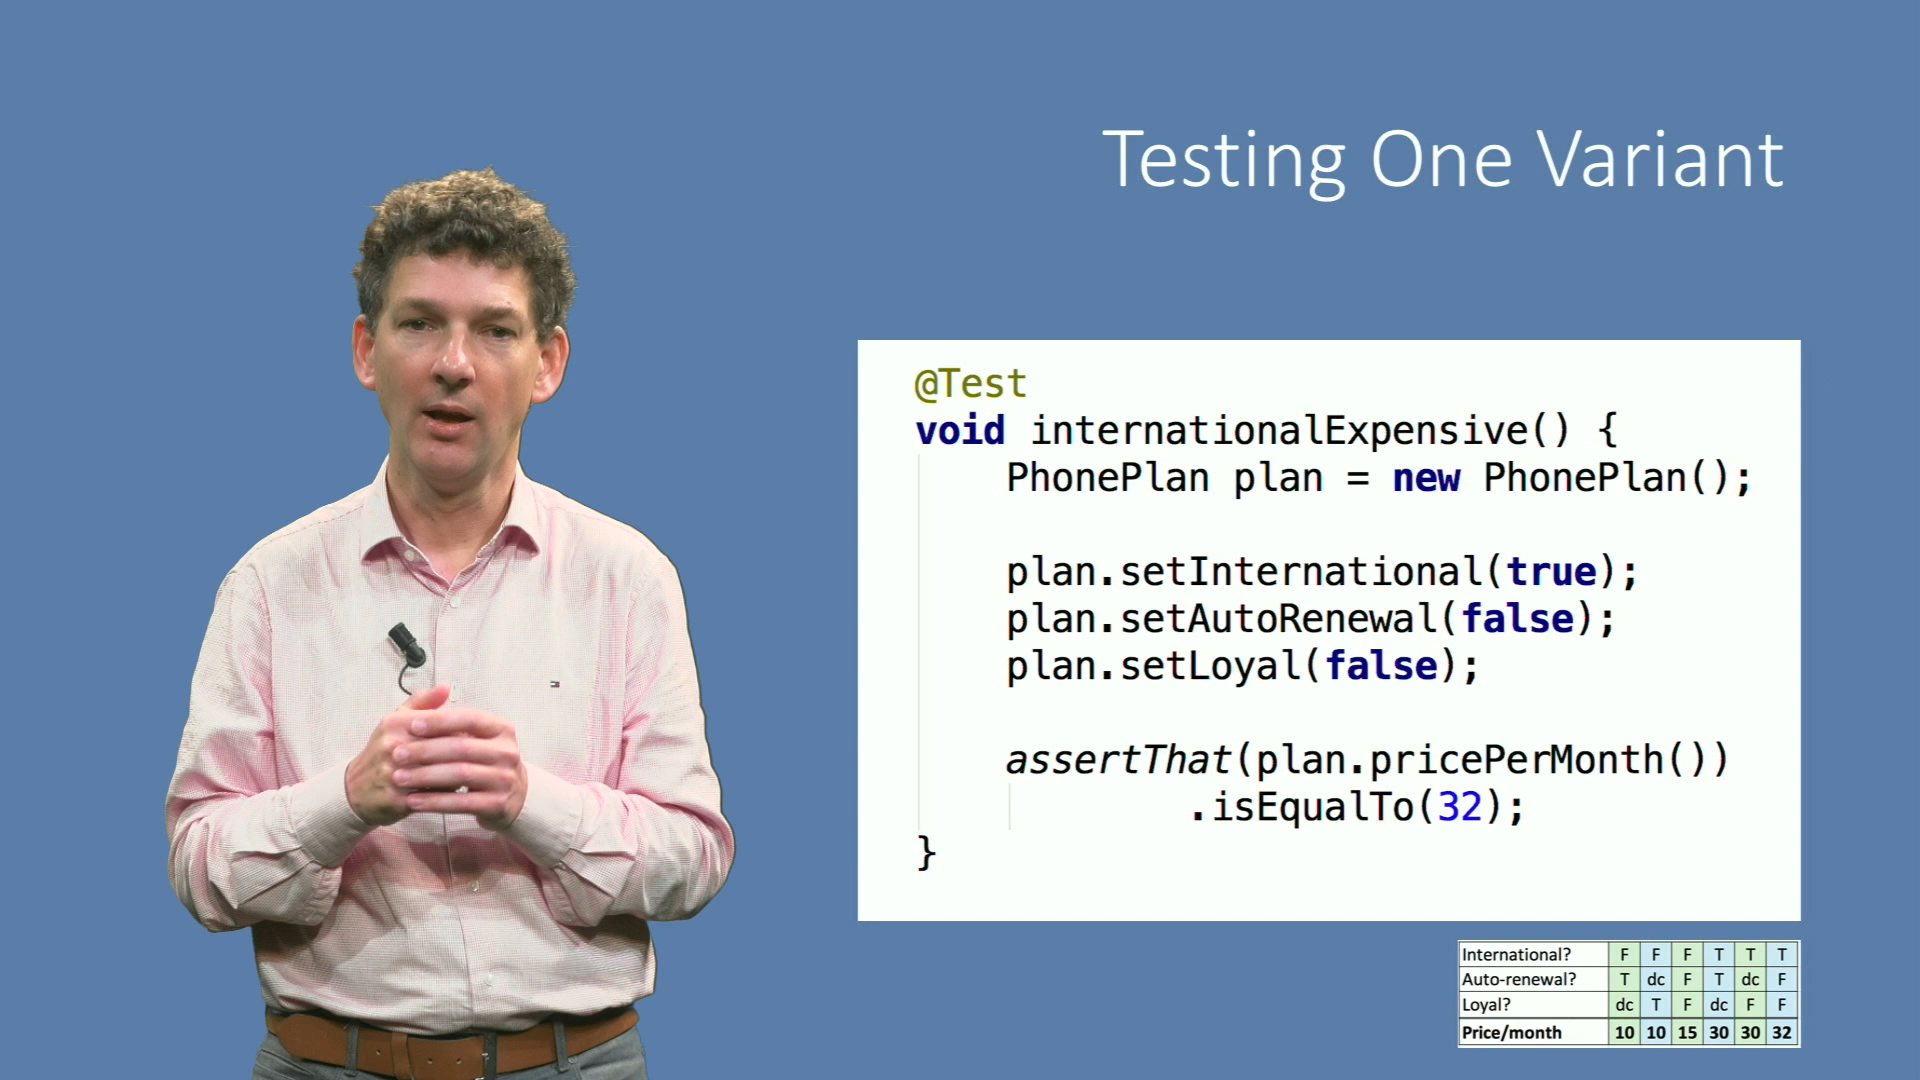 Testing One Variant
@Test
void internationalExpensive() {
PhonePlan plan = new PhonePlan();
plan.setInternational(true);
plan.setAutoRenewal(false);
plan.setLoyal(false);
assertThat(plan.pricePerMonth())
.isEqualTo(32);
}
International? F F F T T T
Auto-renewal? T dc F T dc F
Loyal? dc T F dc F F
Price/month 10 10 15 30 30 32